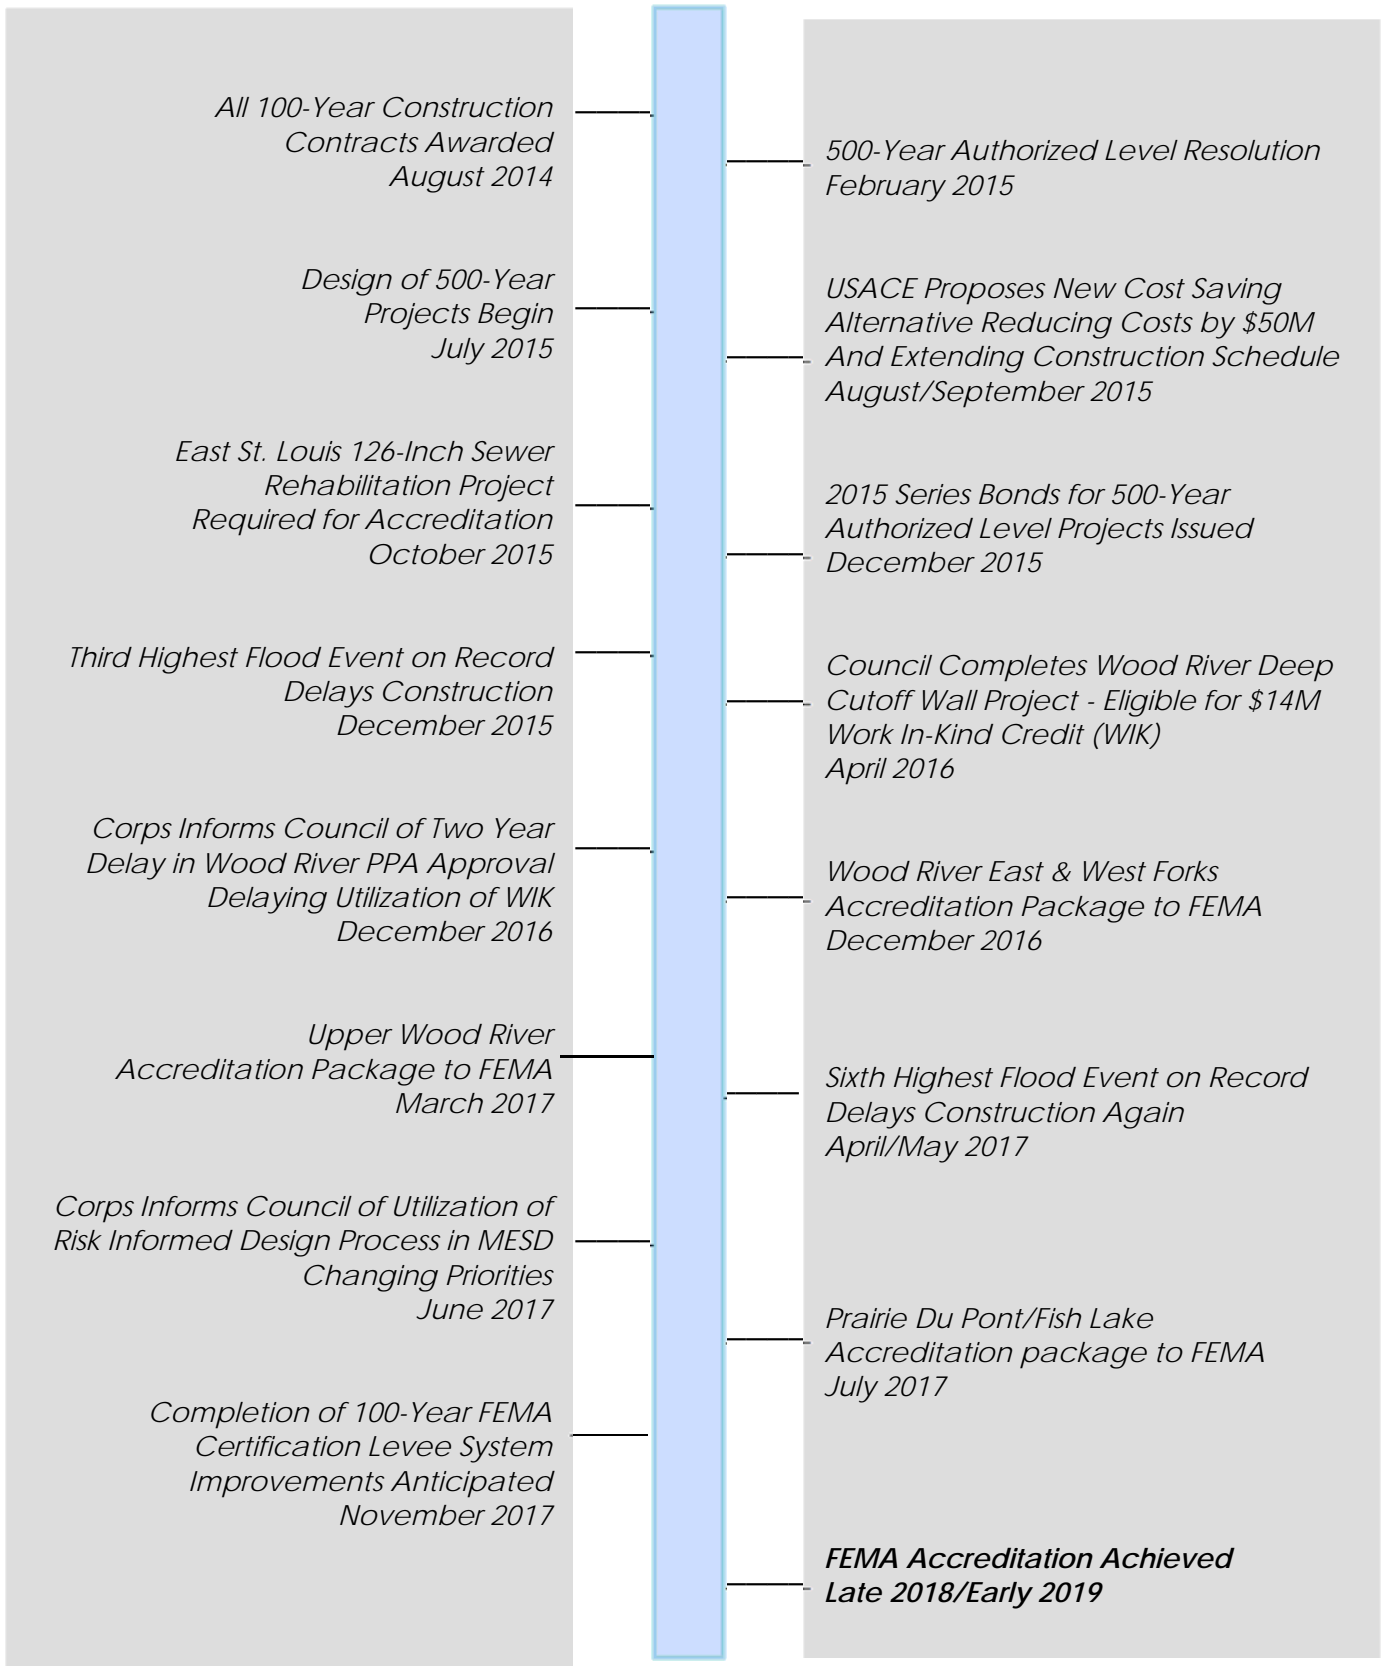 All 100-Year Construction
Contracts Awarded
August 2014
500-Year Authorized Level Resolution
February 2015
Design of 500-Year
Projects Begin
July 2015
USACE Proposes New Cost Saving
Alternative Reducing Costs by $50M
And Extending Construction Schedule
August/September 2015
East St. Louis 126-Inch Sewer
Rehabilitation Project
Required for Accreditation
October 2015
2015 Series Bonds for 500-Year
Authorized Level Projects Issued
December 2015
Third Highest Flood Event on Record
Delays Construction
December 2015
Council Completes Wood River Deep
Cutoff Wall Project - Eligible for $14M
Work In-Kind Credit (WIK)
April 2016
Corps Informs Council of Two Year
Delay in Wood River PPA Approval
Delaying Utilization of WIK
December 2016
Wood River East & West Forks
Accreditation Package to FEMA
December 2016
Upper Wood River
Accreditation Package to FEMA
March 2017
Sixth Highest Flood Event on Record
Delays Construction Again
April/May 2017
Corps Informs Council of Utilization of
Risk Informed Design Process in MESD
Changing Priorities
June 2017
Prairie Du Pont/Fish Lake
Accreditation package to FEMA
July 2017
Completion of 100-Year FEMA
Certification Levee System
Improvements Anticipated
November 2017
FEMA Accreditation Achieved
Late 2018/Early 2019